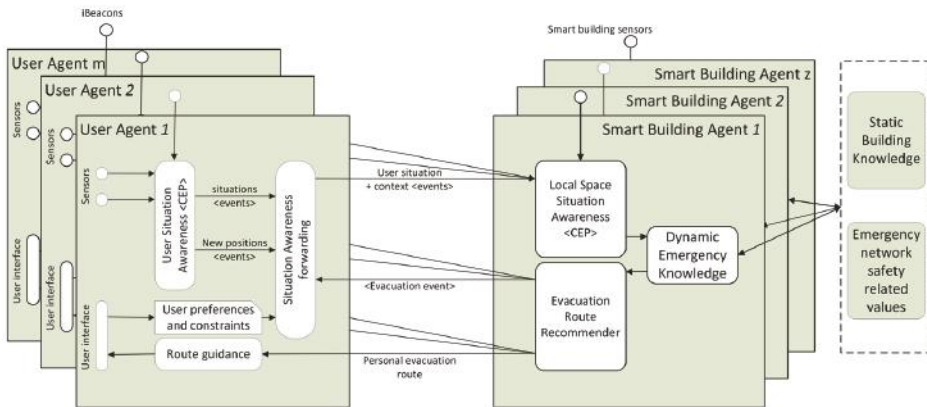 iBeacons
Smart building sensors
User Agent m
User Agent 2
User Agent 1
Sensors
Sensors
Sensors
User interface
User interface
User interface
User Situation
Awareness <CEP>
situations
<events>
New positions
<events>
Situation Awareness
forwarding
User preferences
and constraints
Route guidance
User situation
+ context <events>
<Evacuation event>
Personal evacuation
route
Smart Building Agent z
Smart Building Agent 2
Smart Building Agent 1
Local Space
Situation
Awareness
<CEP>
Dynamic
Emergency
Knowledge
Evacuation
Route
Recommender
Static
Building
Knowledge
Emergency
network
safety
related
values